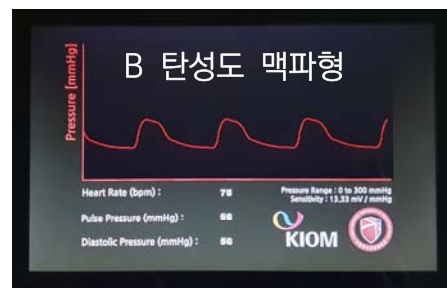 B 탄성도 맥파형
Pressure [mmHg]
Heart Rate (bpm) : 75
Pressure Range : 0 to 300 mmHg
Sensitivity : 13.33 mV / mmHg
Pulse Pressure (mmHg) :
Diastolic Pressure (mmHg) :
KIOM